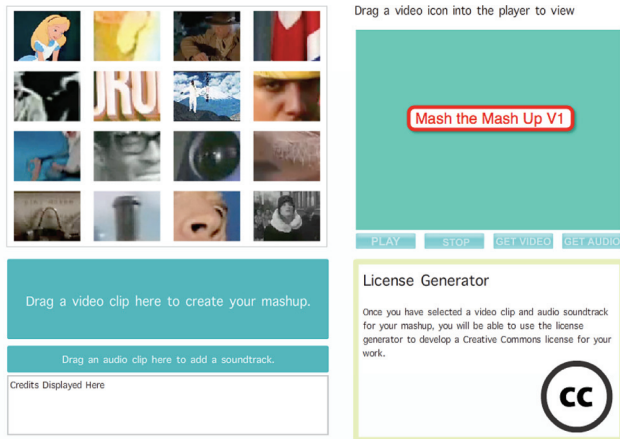 Drag a video icon into the player to view
Mash the Mash Up V1
PLAY STOP GET VIDEO GET AUDIO
Drag a video clip here to create your mashup.
Drag an audio clip here to add a soundtrack.
Credits Displayed Here
License Generator
Once you have selected a video clip and audio soundtrack
for your mashup, you will be able to use the license
generator to develop a Creative Commons license for your
work.
cc